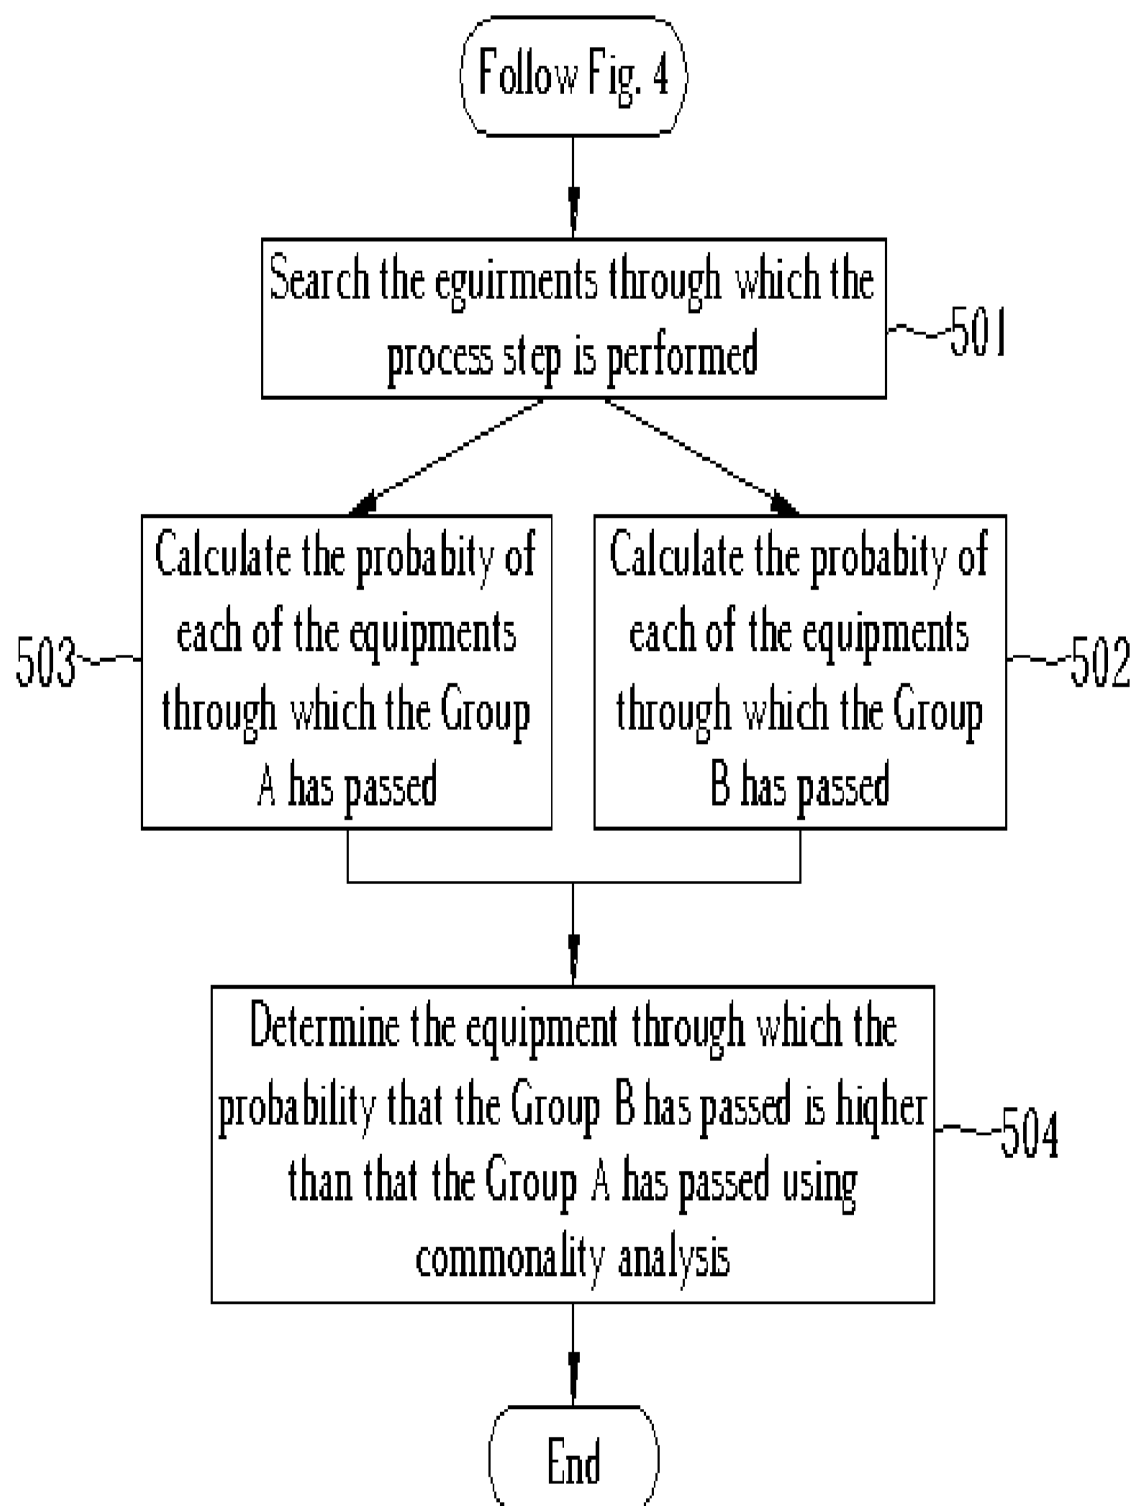 Follow Fig. 4
Search the eguirments through which the
process step is performed
501
Calculate the probabity of
each of the equipments
through which the Group
A has passed
503
Calculate the probabity of
each of the equipments
through which the Group
B has passed
502
Determine the equipment through which the
probability that the Group B has passed is higher
than that the Group A has passed using
commonality analysis
504
End